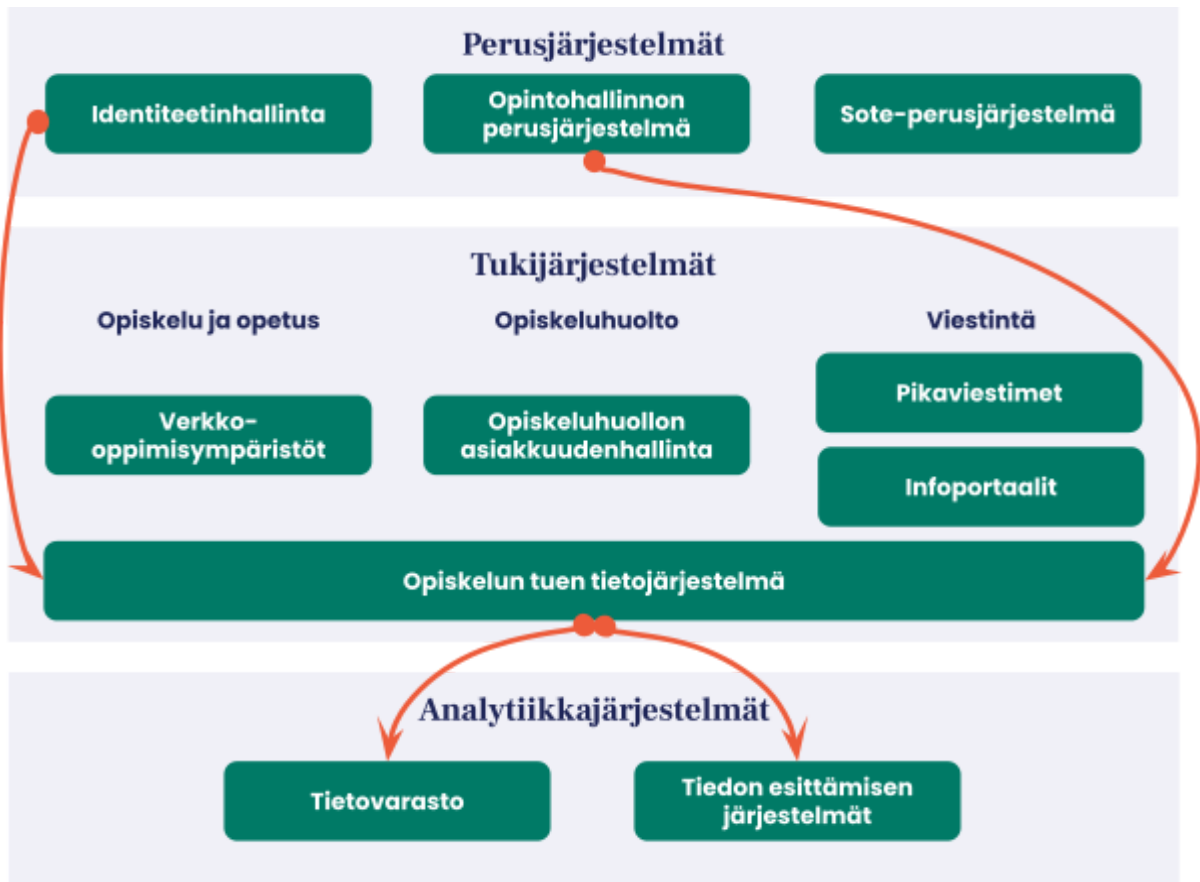 Perusjärjestelmät
Identiteetinhallinta
Opintohallinnon
perusjärjestelmä
Sote-perusjärjestelmä
Tukijärjestelmät
Opiskelu ja opetus
Opiskeluhuolto
Viestintä
Verkko-
oppimisympäristöt
Opiskeluhuollon
asiakkuudenhallinta
Pikaviestimet
Infoportaalit
Opiskelun tuen tietojärjestelmä
Analytiikkajärjestelmät
Tietovarasto
Tiedon esittämisen
järjestelmät